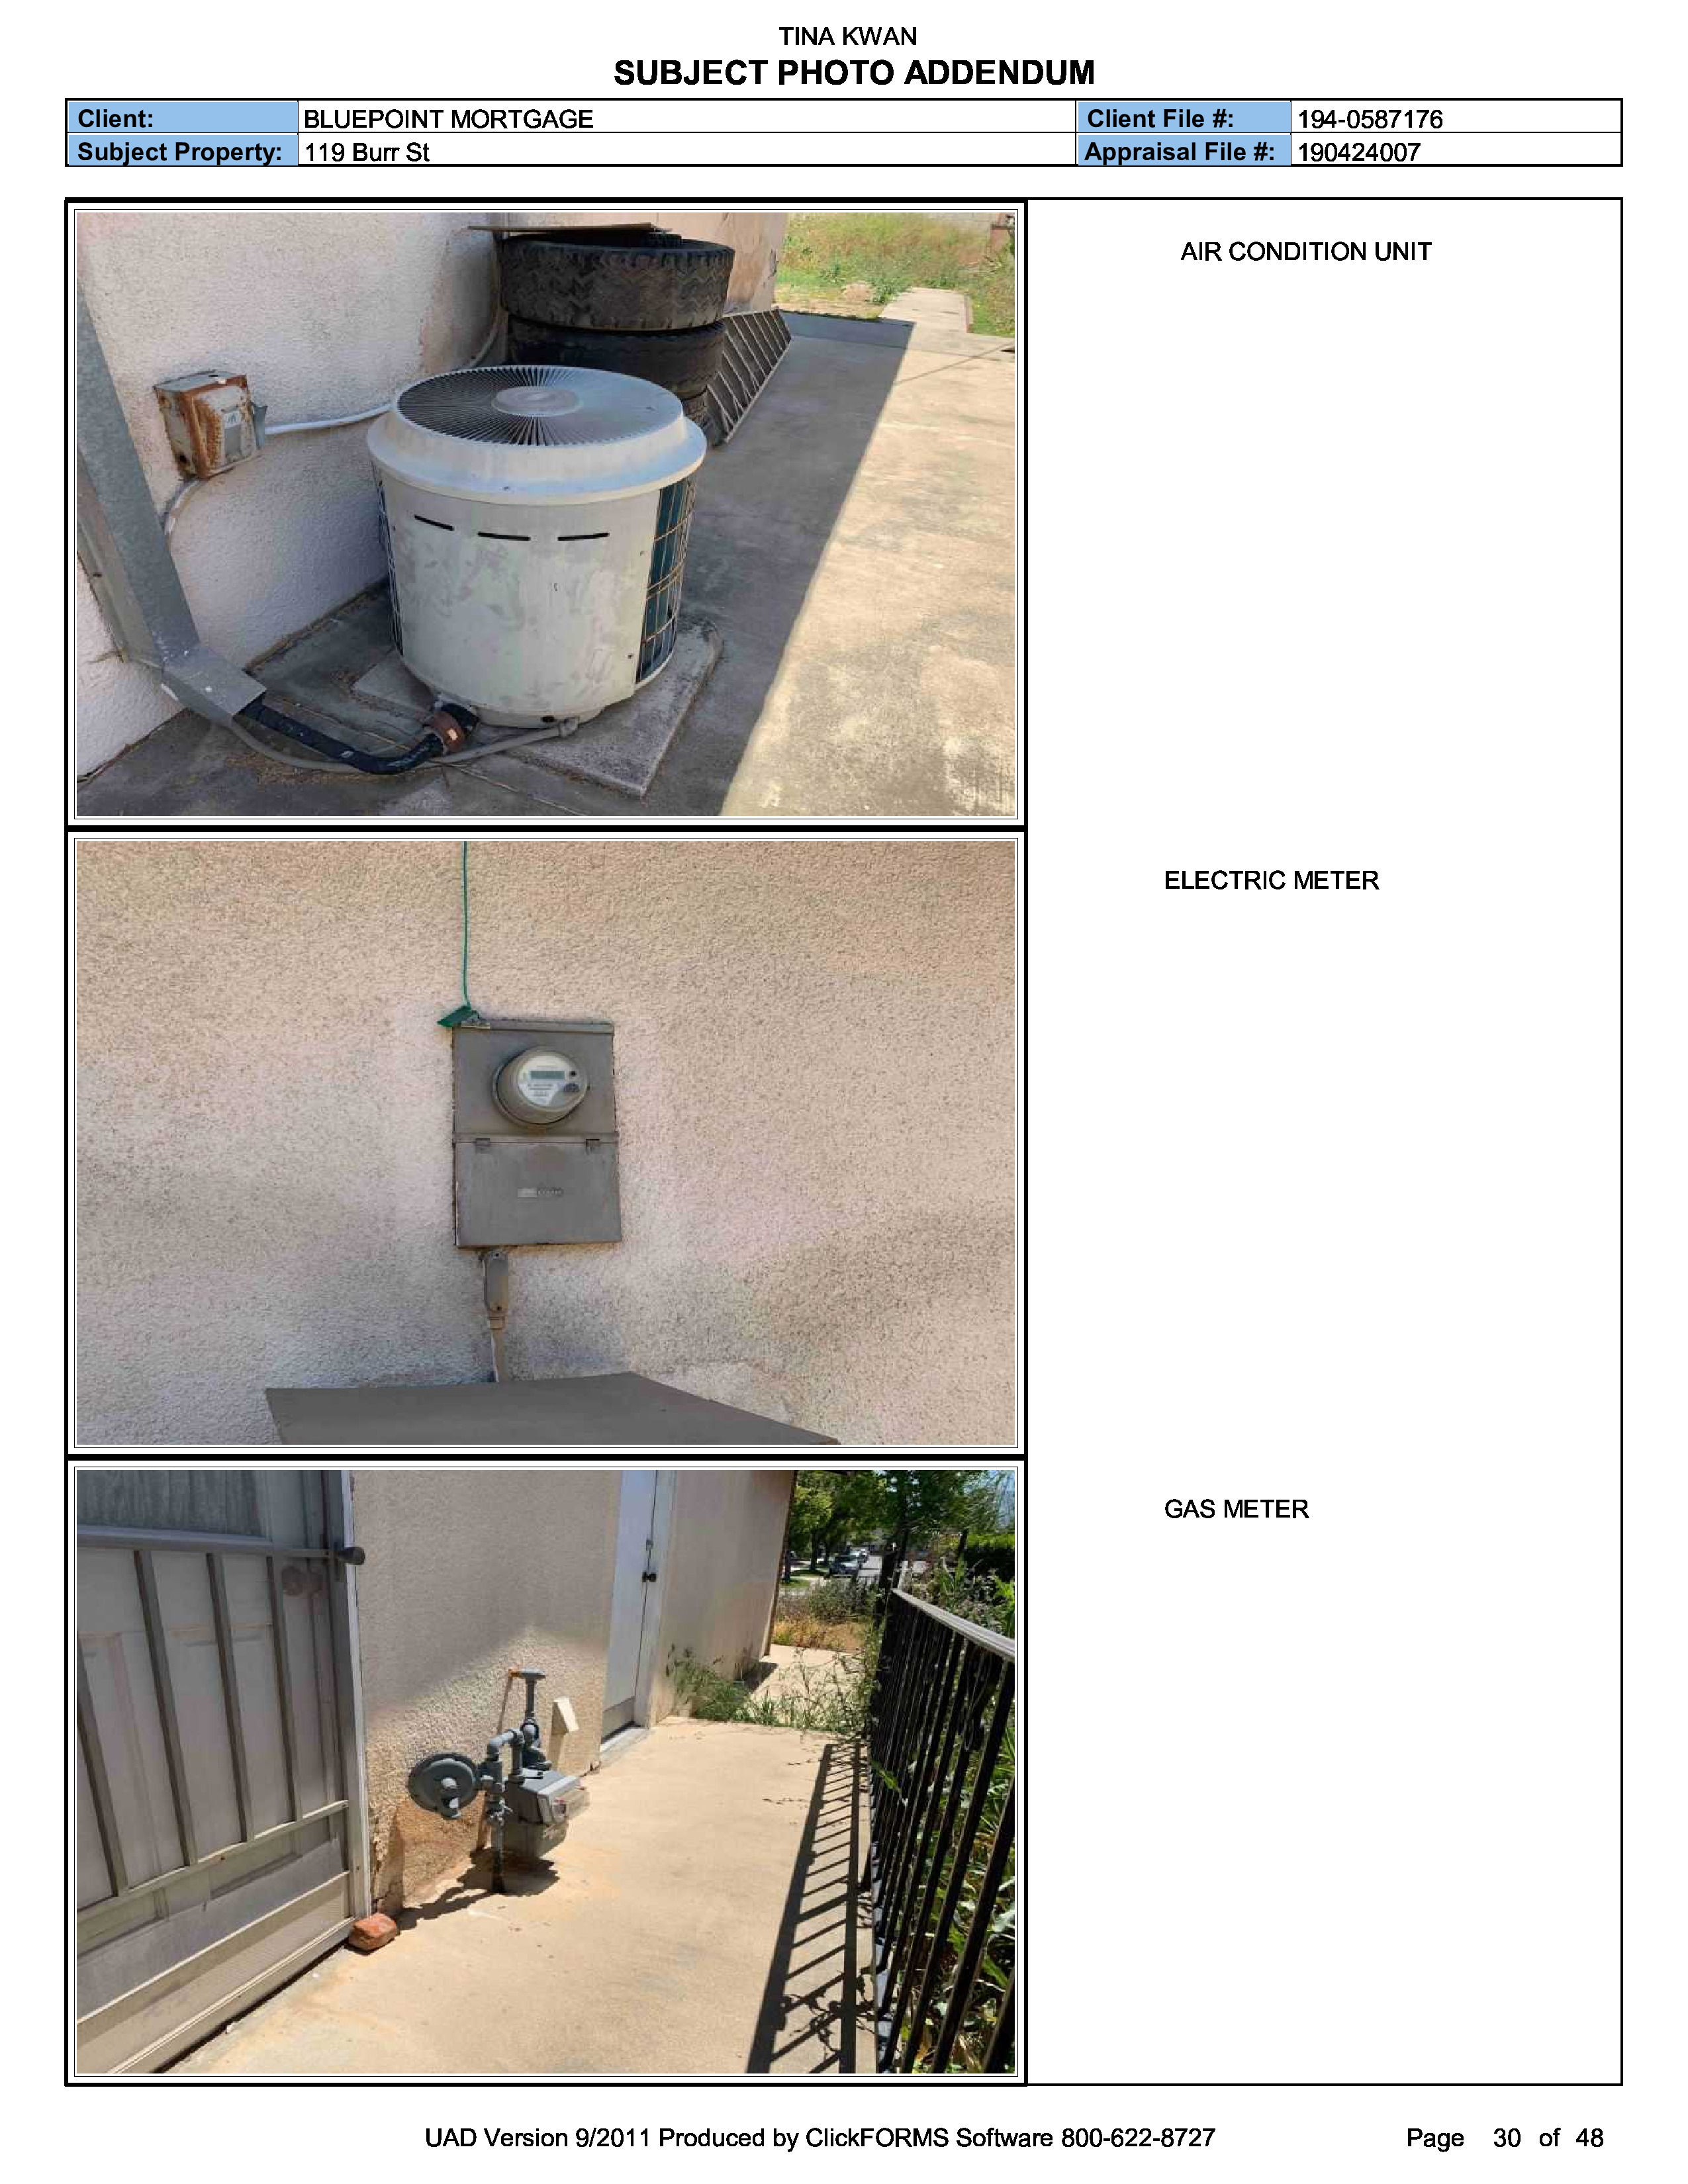 TINA KWAN
SUBJECT PHOTO ADDENDUM
Client: BLUEPOINT MORTGAGE Client File #: 194-0587176
Subject Property: 119 Burr St Appraisal File #: 190424007
AIR CONDITION UNIT
ELECTRIC METER
GAS METER
UAD Version 9/2011 Produced by ClickFORMS Software 800-622-8727 Page 30 of 48